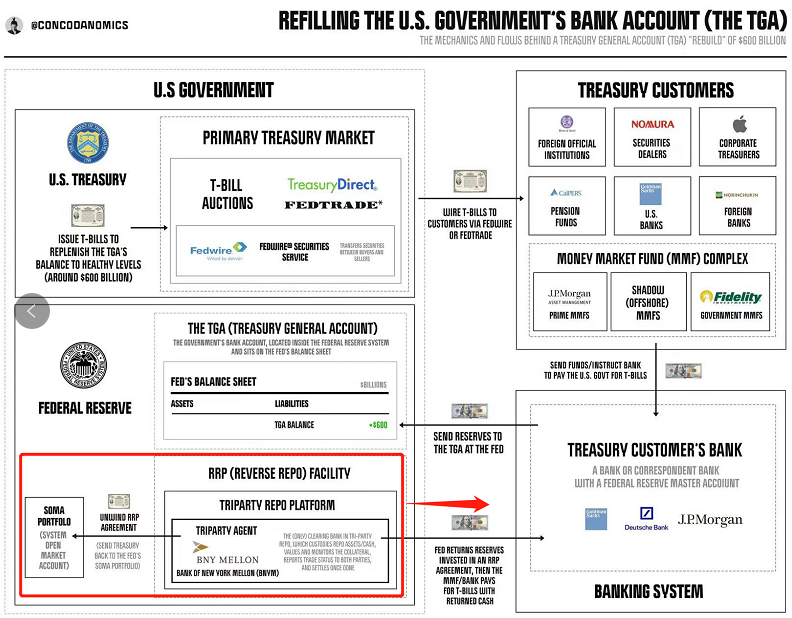 @CONCODANOMICS
REFILLING THE U.S. GOVERNMENT'S BANK ACCOUNT (THE TGA)
THE MECHANICS AND FLOWS BEHIND A TREASURY GENERAL ACCOUNT (TGA) "REBUILD" OF $600 BILLION
U.S GOVERNMENT
U.S. TREASURY
ISSUE T-BILLS TO
REPLENISH THE TGA'S
BALANCE TO HEALTHY LEVELS
(AROUND $600 BILLION)
PRIMARY TREASURY MARKET
T-BILL
AUCTIONS
TreasuryDirect
FEDTRADE*
Fedwire
FEDWIRE® SECURITIES
SERVICE
TRANSFERS SECURITIES
BETWEEN BUYERS AND
SELLERS
WIRE T-BILLS TO
CUSTOMERS VIA FEDWIRE
OR FEDTRADE
TREASURY CUSTOMERS
FOREIGN OFFICIAL
INSTITUTIONS
NOMURA
SECURITIES
DEALERS
CORPORATE
TREASURERS
CalPERS
PENSION
FUNDS
Goldman
Sachs
U.S.
BANKS
NORINCHUKIN
FOREIGN
BANKS
MONEY MARKET FUND (MMF) COMPLEX
J.P.Morgan
ASSET MANAGEMENT
PRIME MMFS
SHADOW
(OFFSHORE)
MMFS
Fidelity
GOVERNMENT MMFS
SEND FUNDS/INSTRUCT BANK
TO PAY THE U.S. GOVT FOR T-BILLS
FEDERAL RESERVE
THE TGA (TREASURY GENERAL ACCOUNT)
THE GOVERNMENT'S BANK ACCOUNT, LOCATED INSIDE THE FEDERAL RESERVE SYSTEM
AND SITS ON THE FED'S BALANCE SHEET
FED'S BALANCE SHEET
$BILLIONS
ASSETS
LIABILITIES
TGA BALANCE
+$600
SEND RESERVES TO
THE TGA AT THE FED
TREASURY CUSTOMER'S BANK
A BANK OR CORRESPONDENT BANK
WITH A FEDERAL RESERVE MASTER ACCOUNT
Goldman
Sachs
Deutsche Bank
J.P.Morgan
BANKING SYSTEM
RRP (REVERSE REPO) FACILITY
TRIPARTY REPO PLATFORM
TRIPARTY AGENT
BNY MELLON
BANK OF NEW YORK MELLON (BNYM)
THE (ONLY) CLEARING BANK IN TRI-PARTY
REPO, WHICH CUSTODIES REPO ASSETS/CASH,
VALUES AND MONITORS THE COLLATERAL,
REPORTS TRADE STATUS TO BOTH PARTIES,
AND SETTLES ONCE DONE
UNWIND RRP
AGREEMENT
(SEND TREASURY
BACK TO THE FED'S
SOMA PORTFOLIO)
SOMA
PORTFOLO
(SYSTEM
OPEN
MARKET
ACCOUNT)
FED RETURNS RESERVES
INVESTED IN AN RRP
AGREEMENT, THEN THE
MMF/BANK PAYS
FOR T-BILLS WITH
RETURNED CASH